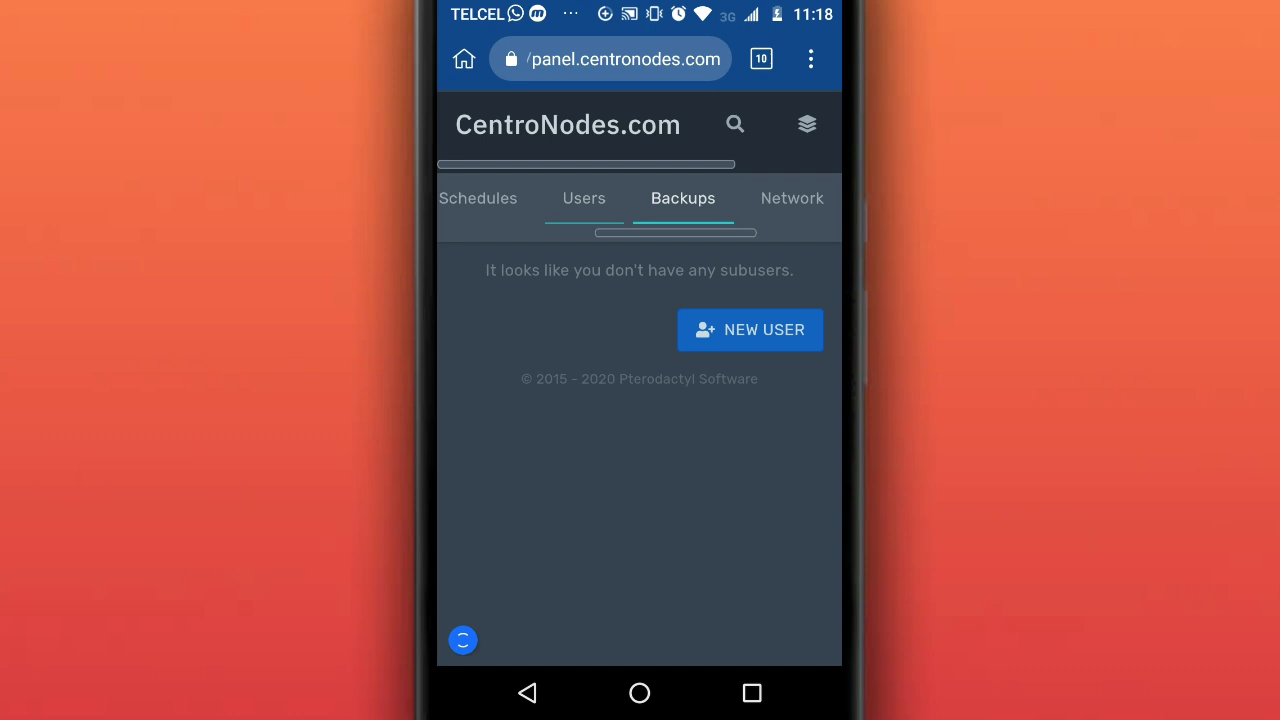 TELCEL ... 3G 11:18
10
/panel.centronodes.com
CentroNodes.com
Schedules Users Backups Network
It looks like you don't have any subusers.
NEW USER
© 2015 - 2020 Pterodactyl Software